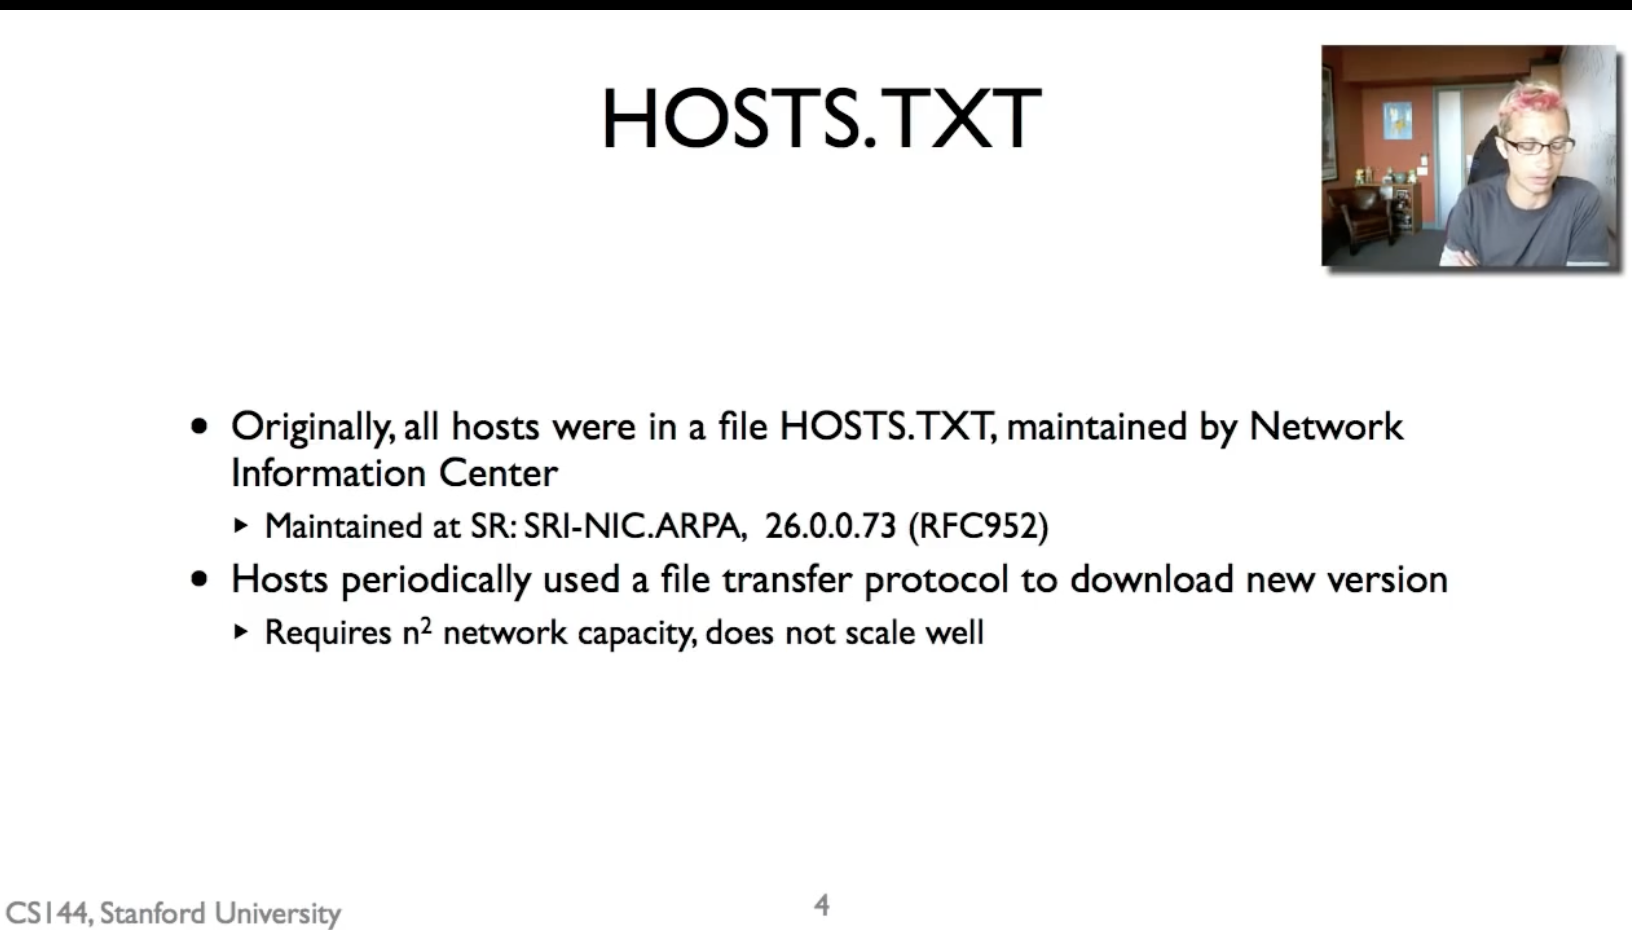 HOSTS.TXT
• Originally, all hosts were in a file HOSTS.TXT, maintained by Network
Information Center
▸ Maintained at SR: SRI-NIC.ARPA, 26.0.0.73 (RFC952)
• Hosts periodically used a file transfer protocol to download new version
▸ Requires n² network capacity, does not scale well
CS144, Stanford University
4